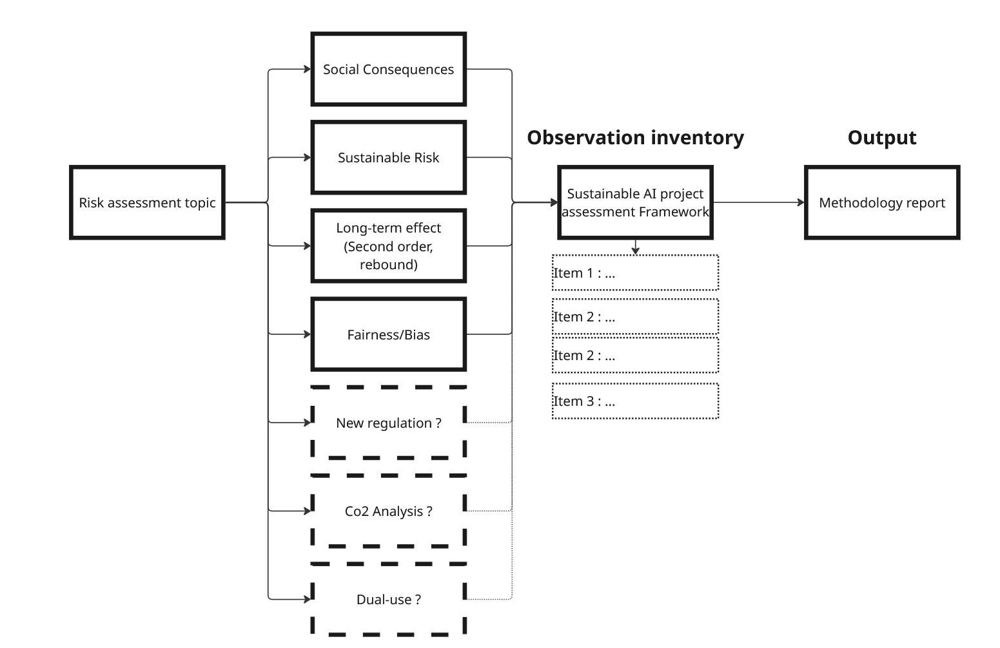 Social Consequences
Observation inventory
Output
Sustainable Risk
Risk assessment topic
Sustainable AI project
assessment Framework
Methodology report
Long-term effect
(Second order,
rebound)
Item 1 : ...
Item 2 : ...
Item 2 : ...
Item 3 : ...
Fairness/Bias
New regulation ?
Co2 Analysis ?
Dual-use ?